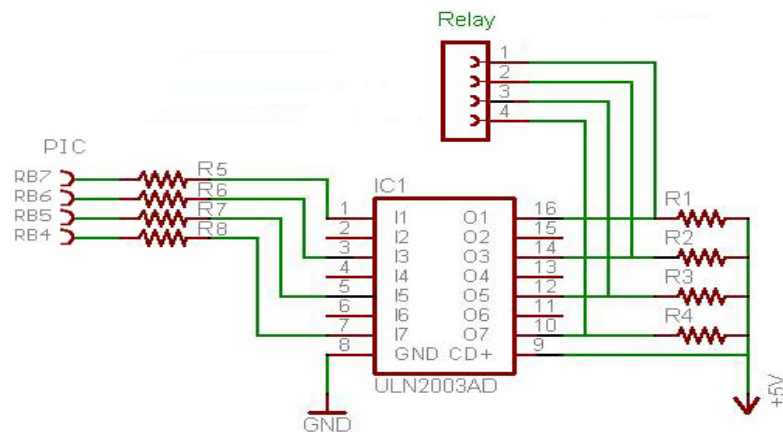 Relay
1
2
3
4
PIC
RB7
RB6
RB5
RB4
R5
R6
R7
R8
IC1
1 I1 O1 16
2 I2 O2 15
3 I3 O3 14
4 I4 O4 13
5 I5 O5 12
6 I6 O6 11
7 I7 O7 10
8 GND CD+ 9
ULN2003AD
R1
R2
R3
R4
GND
+5V